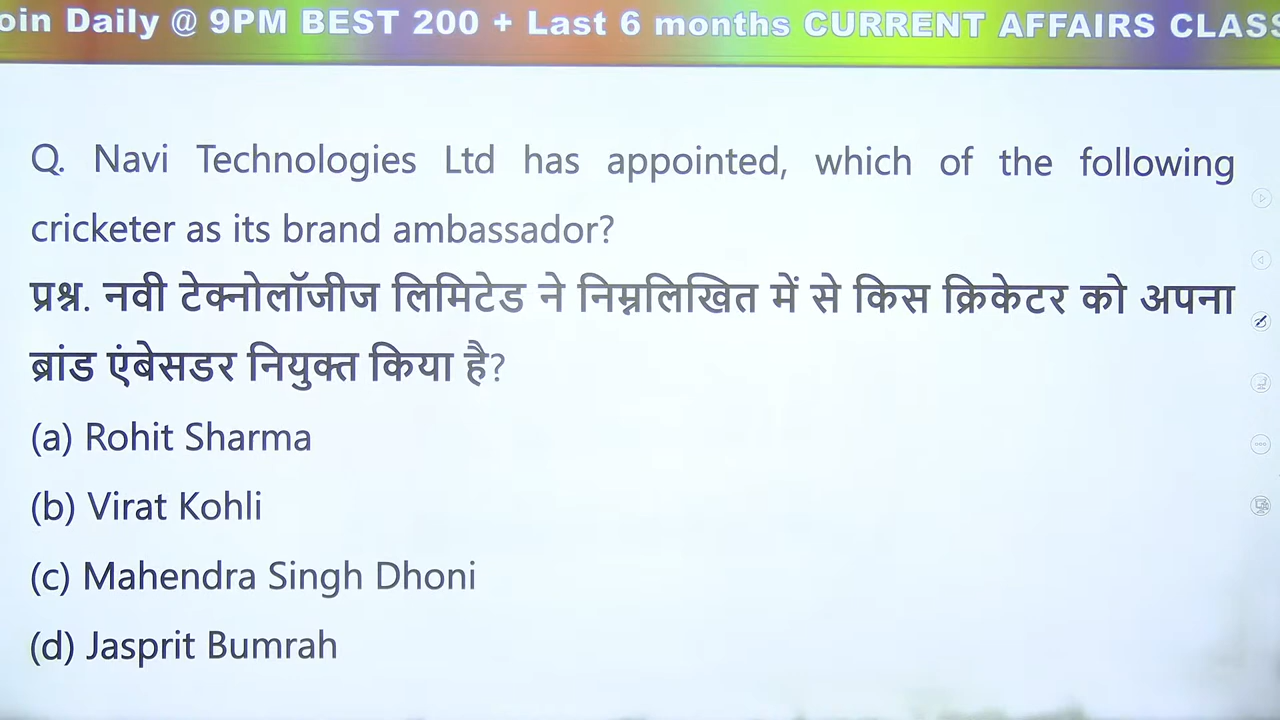 oin Daily @ 9PM BEST 200 + Last 6 months CURRENT AFFAIRS CLASS
Q. Navi Technologies Ltd has appointed, which of the following
cricketer as its brand ambassador?
प्रश्न. नवी टेक्नोलॉजीज लिमिटेड ने निम्नलिखित में से किस क्रिकेटर को अपना
ब्रांड एंबेसडर नियुक्त किया है?
(a) Rohit Sharma
(b) Virat Kohli
(c) Mahendra Singh Dhoni
(d) Jasprit Bumrah